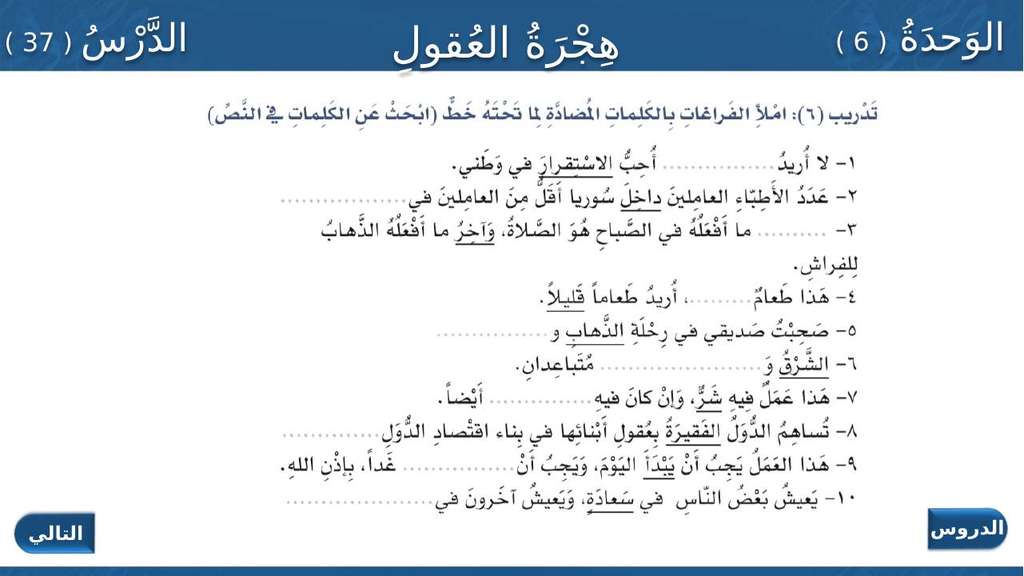 الوَحدَةُ ( 6 )
هِجْرَةُ العُقولِ
الدَّرْسُ ( 37 )
تَدْريب (٦): امْلأِ الفَراغاتِ بِالكَلِماتِ المُضادَّةِ لِما تَحْتَهُ خَطٌّ (ابْحَثْ عَنِ الكَلِماتِ في النَّصِّ)
١- لا أُريدُ ................ أُحِبُّ الاسْتِقرارَ في وَطَني.
٢- عَدَدُ الأَطِبّاءِ العامِلينَ داخِلَ سُوريا أَقَلُّ مِنَ العامِلينَ في..................
٣- .......... ما أَفْعَلُهُ في الصَّباحِ هُوَ الصَّلاةُ، وَآخِرُ ما أَفْعَلُهُ الذَّهابُ
لِلفِراشِ.
٤- هَذا طَعامٌ.........، أُريدُ طَعاماً قَليلاً.
٥- صَحِبْتُ صَديقي في رِحْلَةِ الذَّهابِ و................
٦- الشَّرْقُ وَ....................... مُتَباعِدانِ.
٧- هَذا عَمَلٌ فِيهِ شَرٌّ، وَإنْ كانَ فيهِ............... أَيْضاً.
٨- تُساهِمُ الدُّوَلُ الفَقيرَةُ بِعُقولِ أَبْنائِها في بِناء اقتْصادِ الدُّوَلِ..............
٩- هَذا العَمَلُ يَجِبُ أَنْ يَبْدَأَ اليَوْمَ، وَيَجِبُ أَنْ................ غَداً، بِإذْنِ اللهِ.
١٠- يَعيشُ بَعْضُ النّاسِ في سَعادَةٍ، وَيَعيشُ آخَرونَ في.....................
الدروس
التالي